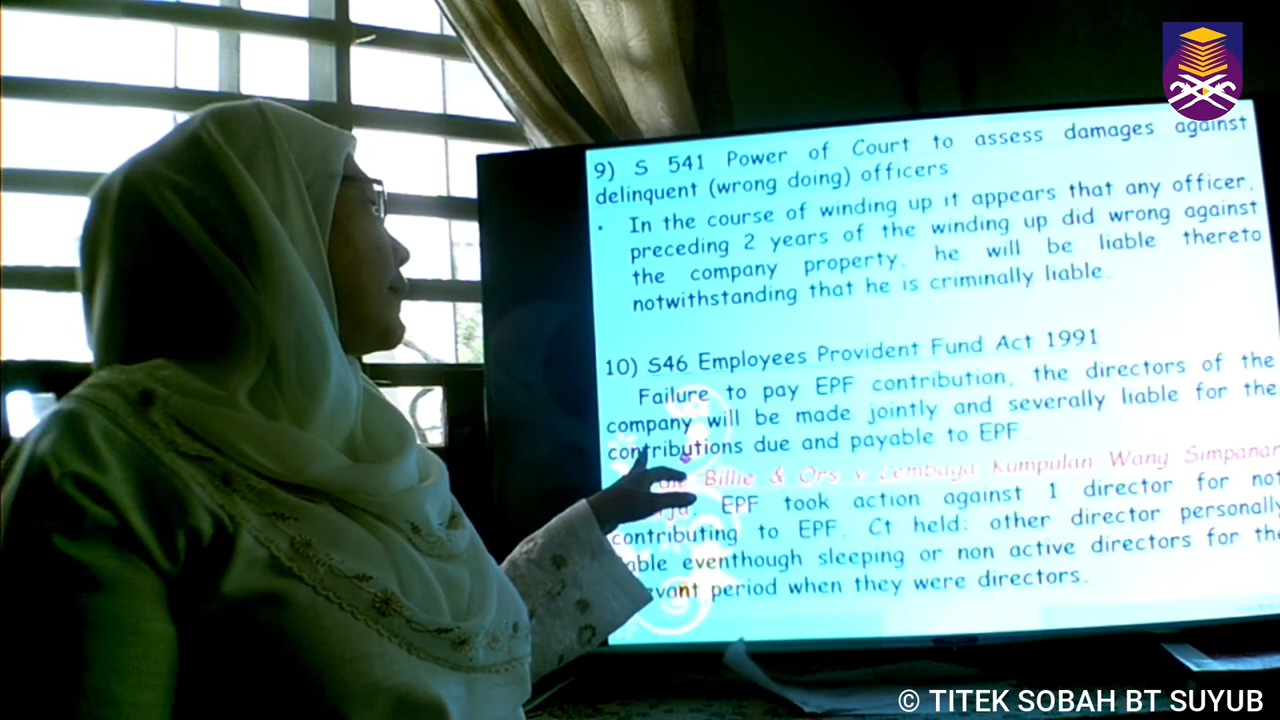 9) S 541 Power of Court to assess damages against
delinquent (wrong doing) officers
• In the course of winding up it appears that any officer,
preceding 2 years of the winding up did wrong against
the company property, he will be liable thereto
notwithstanding that he is criminally liable.
10) S46 Employees Provident Fund Act 1991
Failure to pay EPF contribution, the directors of the
company will be made jointly and severally liable for the
contributions due and payable to EPF
Billie & Ors v Lembaga Kumpulan Wang Simpanan
EPF took action against 1 director for not
contributing to EPF. Ct held: other director personally
eventhough sleeping or non active directors for the
period when they were directors.
© TITEK SOBAH BT SUYUB